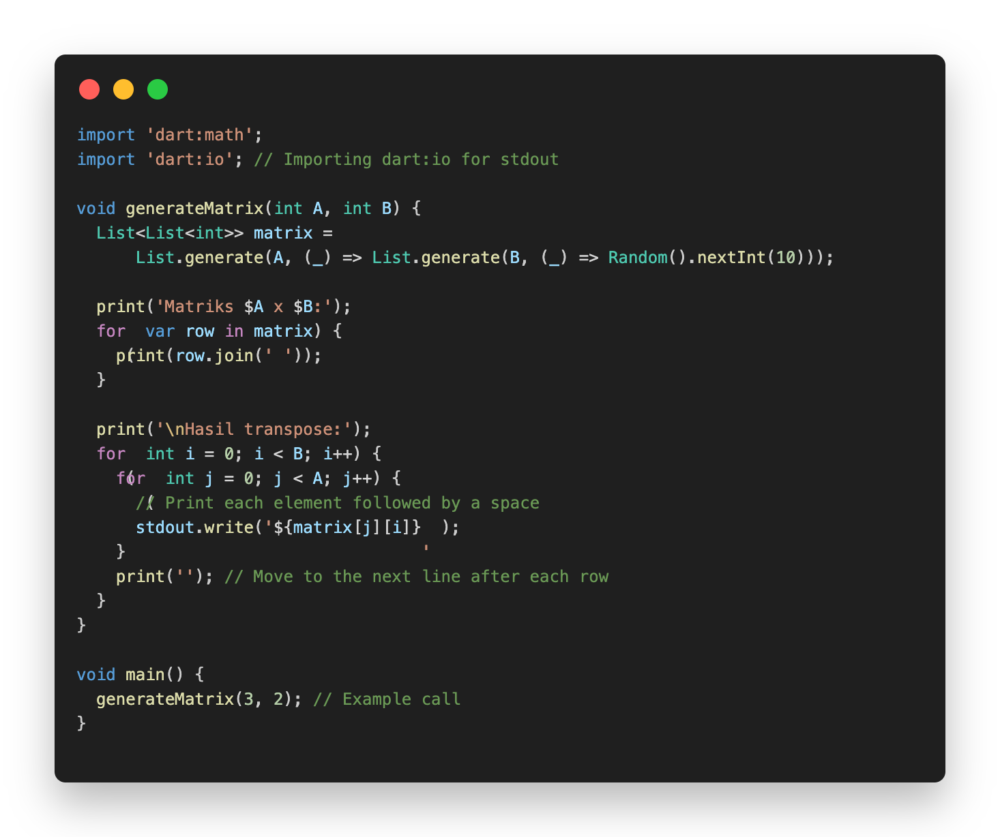 import 'dart:math';
import 'dart:io'; // Importing dart:io for stdout

void generateMatrix(int A, int B) {
  List<List<int>> matrix =
      List.generate(A, (_) => List.generate(B, (_) => Random().nextInt(10)));

  print('Matriks $A x $B:');
  for (var row in matrix) {
    print(row.join(' '));
  }

  print('\nHasil transpose:');
  for (int i = 0; i < B; i++) {
    for (int j = 0; j < A; j++) {
      // Print each element followed by a space
      stdout.write('${matrix[j][i]} ');
    }
    print(''); // Move to the next line after each row
  }
}

void main() {
  generateMatrix(3, 2); // Example call
}